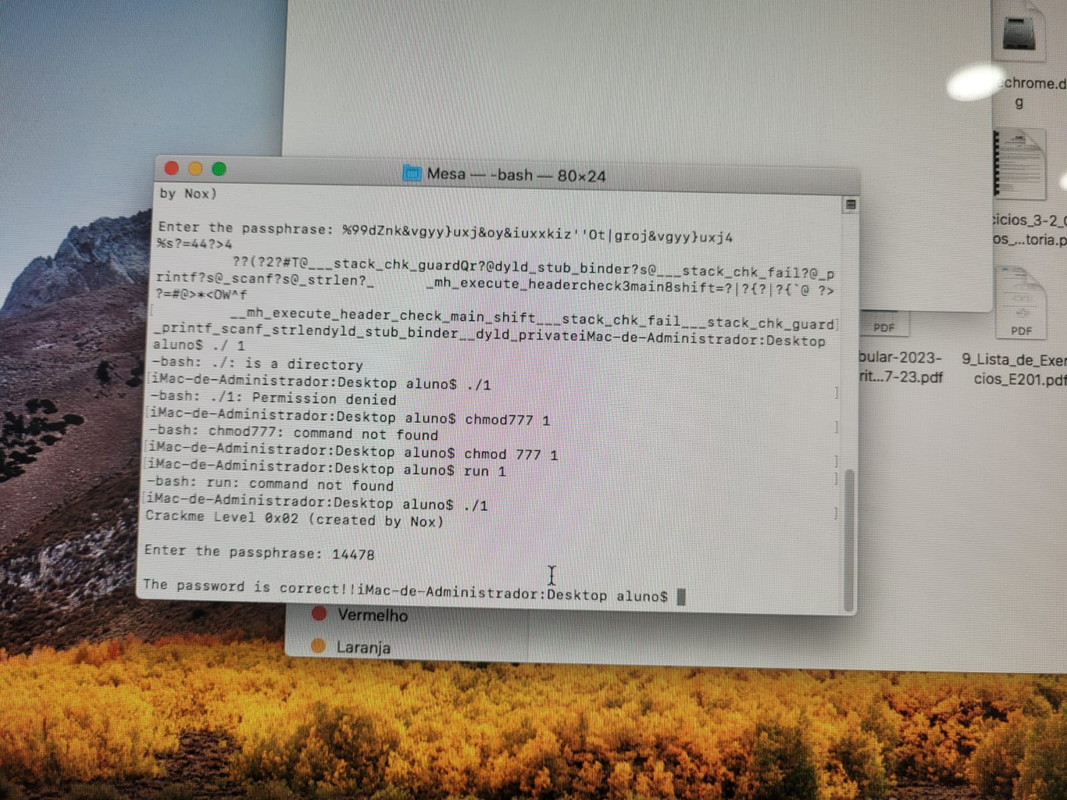 Mesa — -bash — 80×24
by Nox)
Enter the passphrase: %99dZnk&vgyy}uxj&oy&iuxxkiz''Ot|groj&vgyy}uxj4
%s?=44?>4
??(?2?#T@___stack_chk_guardQr?@dyld_stub_binder?s@___stack_chk_fail?@_p
rintf?s@_scanf?s@_strlen?_ _mh_execute_headercheck3main8shift=?|?{?|?{`@ ?>
?=#@>*<OW^f
__mh_execute_header_check_main_shift___stack_chk_fail___stack_chk_guard
_printf_scanf_strlendyld_stub_binder__dyld_privateiMac-de-Administrador:Desktop
aluno$ ./ 1
-bash: ./: is a directory
[iMac-de-Administrador:Desktop aluno$ ./1 ]
-bash: ./1: Permission denied
[iMac-de-Administrador:Desktop aluno$ chmod777 1 ]
-bash: chmod777: command not found
[iMac-de-Administrador:Desktop aluno$ chmod 777 1 ]
[iMac-de-Administrador:Desktop aluno$ run 1 ]
-bash: run: command not found
[iMac-de-Administrador:Desktop aluno$ ./1 ]
Crackme Level 0x02 (created by Nox)
Enter the passphrase: 14478
The password is correct!!iMac-de-Administrador:Desktop aluno$
Vermelho
Laranja
chrome.d
g
cicios_3-2_
os_...toria.p
PDF
PDF
bular-2023-
rit...7-23.pdf
9_Lista_de_Exer
cios_E201.pdf